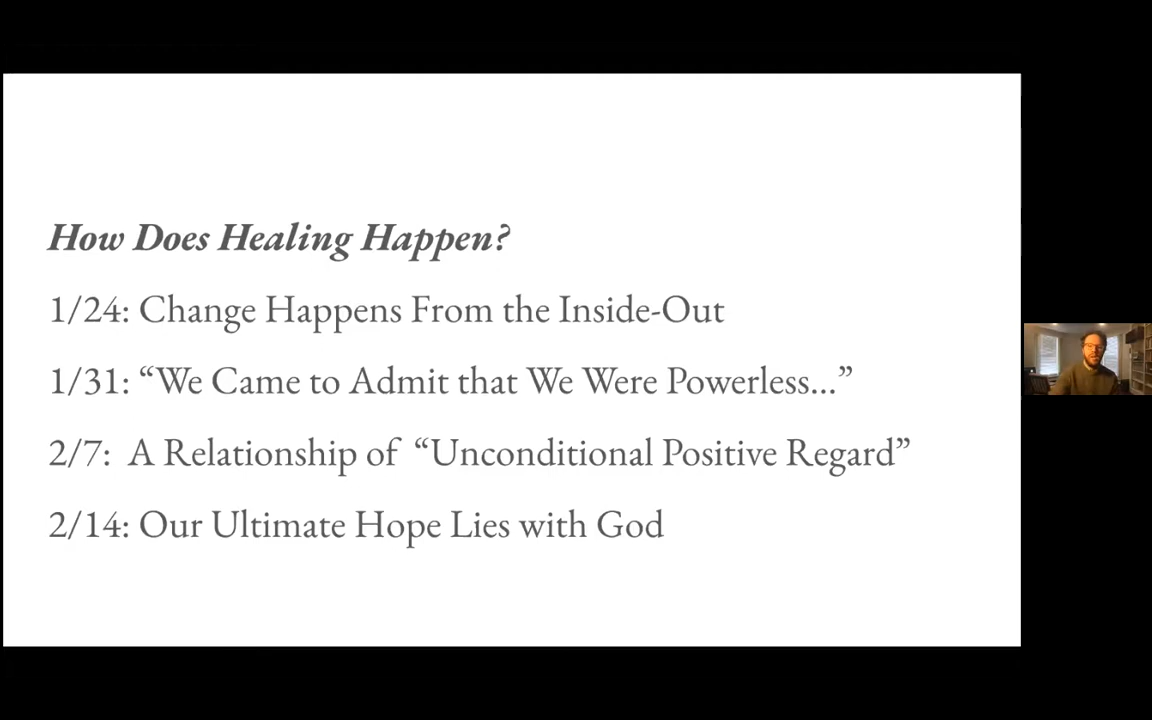 How Does Healing Happen?
1/24: Change Happens From the Inside-Out
1/31: “We Came to Admit that We Were Powerless...”
2/7:  A Relationship of “Unconditional Positive Regard”
2/14: Our Ultimate Hope Lies with God